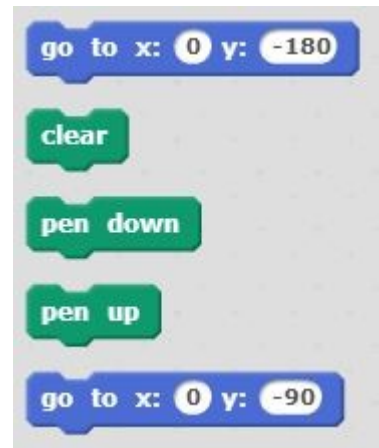 go to x: 0 y: -180
clear
pen down
pen up
go to x: 0 y: -90